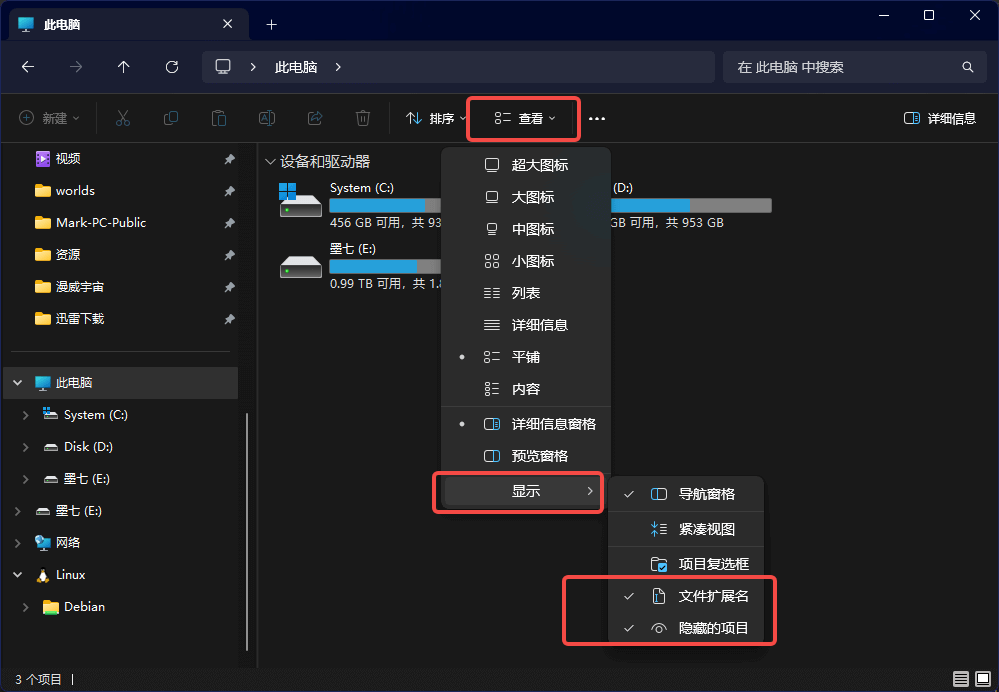 此电脑
此电脑
在 此电脑 中搜索
新建
排序
查看
详细信息
视频
worlds
Mark-PC-Public
资源
漫威宇宙
迅雷下载
此电脑
System (C:)
Disk (D:)
墨七 (E:)
墨七 (E:)
网络
Linux
Debian
设备和驱动器
System (C:)
456 GB 可用，共 93
(D:)
GB 可用，共 953 GB
墨七 (E:)
0.99 TB 可用，共 1.8
超大图标
大图标
中图标
小图标
列表
详细信息
平铺
内容
详细信息窗格
预览窗格
显示
导航窗格
紧凑视图
项目复选框
文件扩展名
隐藏的项目
3 个项目